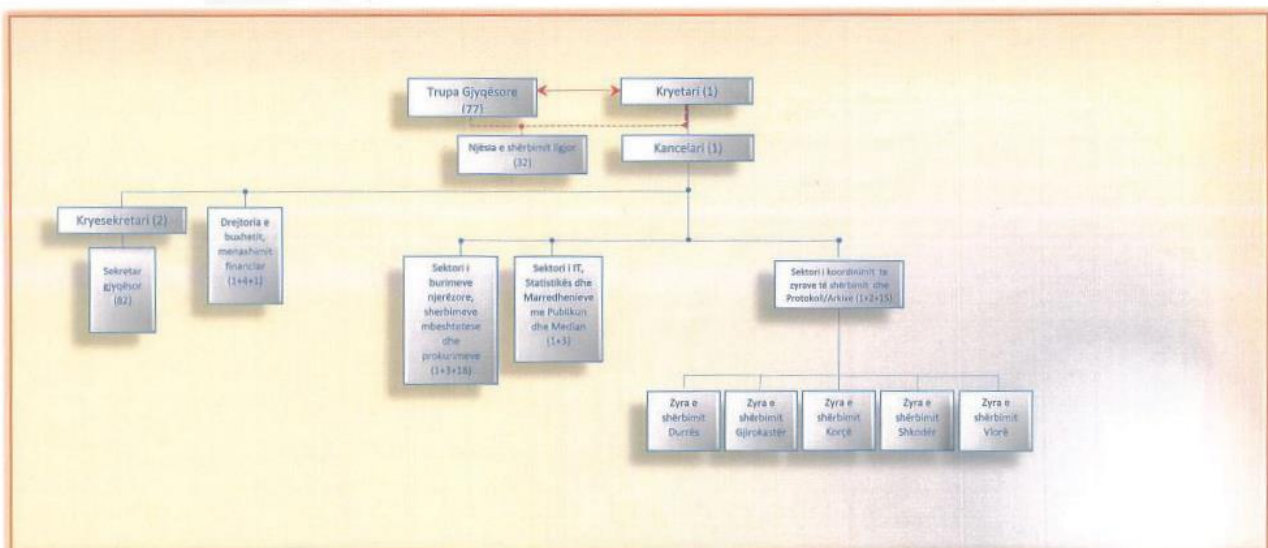 Trupa Gjyqësore
(77)
Kryetari (1)
Njësia e shërbimit ligjor
(32)
Kancelari (1)
Kryesekretari (2)
Sekretar
gjyqësor
(82)
Drejtoria e
buxhetit,
menaxhimit
financiar
(1+4+1)
Sektori i
burimeve
njerëzore,
sherbimeve
mbeshtetese
dhe
prokurimeve
(1+3+18)
Sektori i IT,
Statistikës dhe
Marredhenieve
me Publikun
dhe Median
(1+3)
Sektori i koordinimit te
zyrave të shërbimit dhe
Protokoll/Arkive (1+2+15)
Zyra e
shërbimit
Durrës
Zyra e
shërbimit
Gjirokastër
Zyra e
shërbimit
Korçë
Zyra e
shërbimit
Shkodër
Zyra e
shërbimit
Vlorë